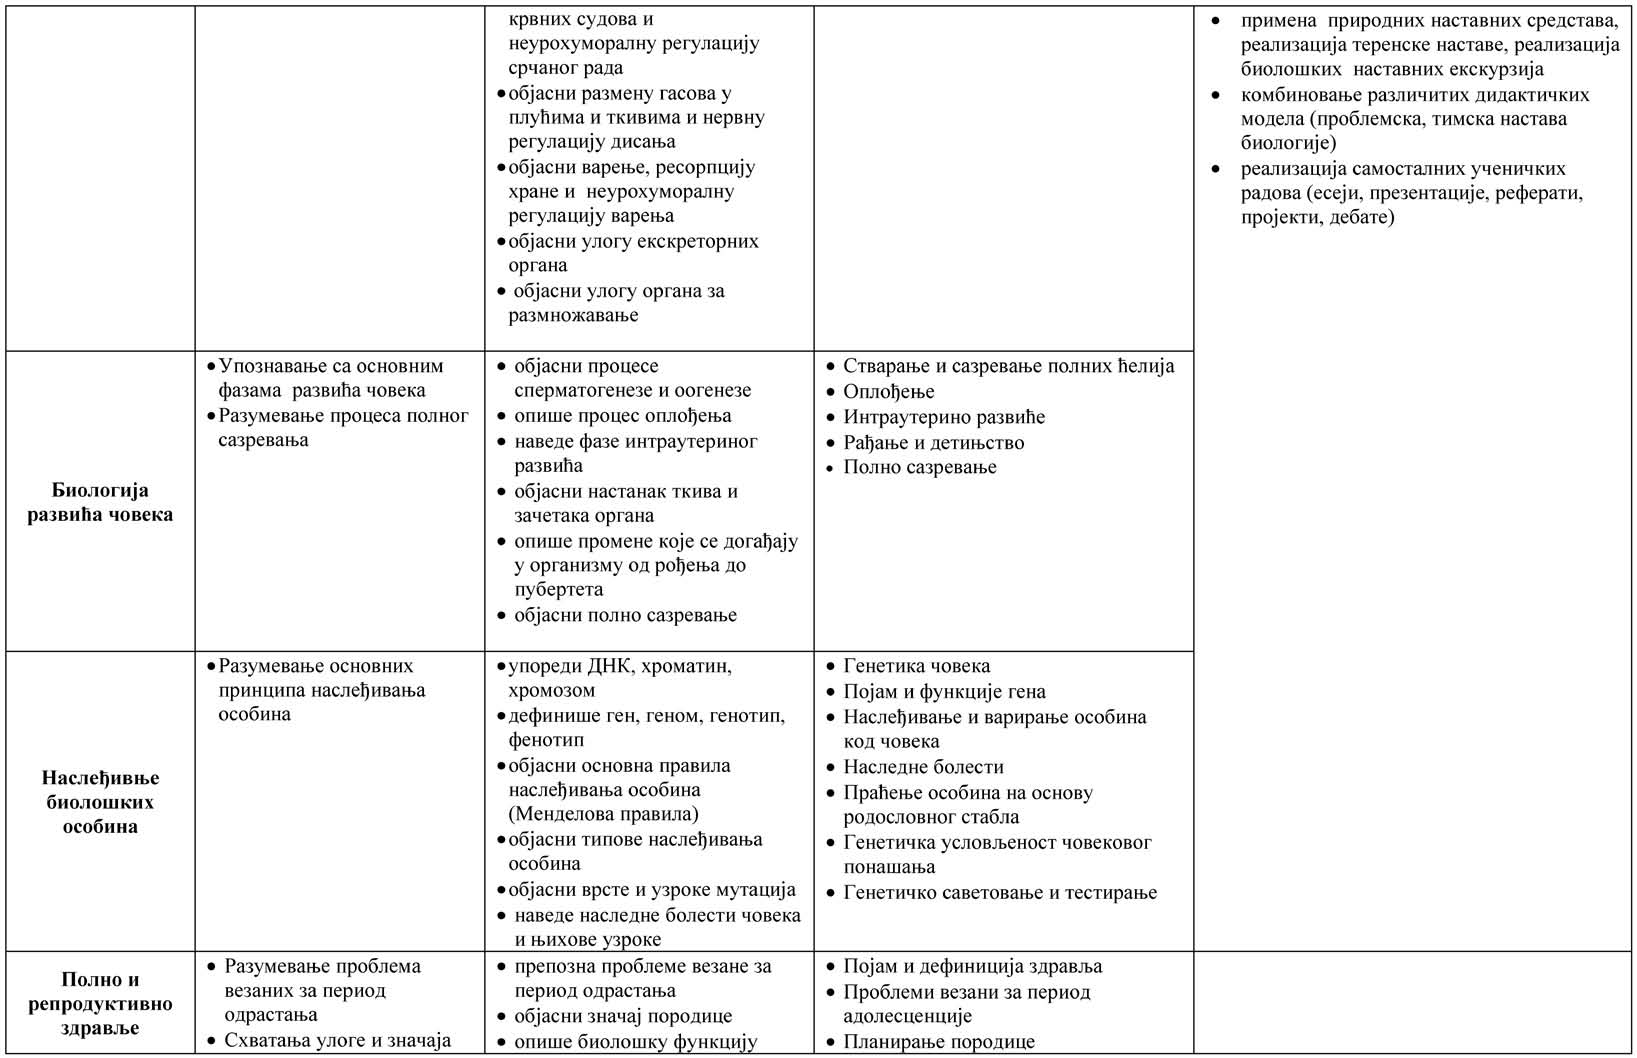 крвних судова и
неурохуморалну регулацију
срчаног рада
•објасни размену гасова у
плућима и ткивима и нервну
регулацију дисања
•објасни варење, ресорпцију
хране и неурохуморалну
регулацију варења
•објасни улогу екскреторних
органа
• објасни улогу органа за
размножавање
• примена природних наставних средстава,
реализација теренске наставе, реализација
биолошких наставних екскурзија
• комбиновање различитих дидактичких
модела (проблемска, тимска настава
биологије)
• реализација самосталних ученичких
радова (есеји, презентације, реферати,
пројекти, дебате)
Биологија
развића човека
•Упознавање са основним
фазама развића човека
•Разумевање процеса полног
сазревања
• објасни процесе
сперматогенезе и оогенезе
• опише процес оплођења
• наведе фазе интраутериног
развића
• објасни настанак ткива и
зачетака органа
• опише промене које се догађају
у организму од рођења до
пубертета
• објасни полно сазревање
• Стварање и сазревање полних ћелија
• Оплођење
• Интраутерино развиће
• Рађање и детињство
• Полно сазревање
Наслеђивње
биолошких
особина
•Разумевање основних
принципа наслеђивања
особина
•упореди ДНК, хроматин,
хромозом
•дефинише ген, геном, генотип,
фенотип
•објасни основна правила
наслеђивања особина
(Менделова правила)
•објасни типове наслеђивања
особина
•објасни врсте и узроке мутација
• наведе наследне болести човека
и њихове узроке
• Генетика човека
• Појам и функције гена
• Наслеђивање и варирање особина
код човека
• Наследне болести
• Праћење особина на основу
родословног стабла
• Генетичка условљеност човековог
понашања
• Генетичко саветовање и тестирање
Полно и
репродуктивно
здравље
• Разумевање проблема
везаних за период
одрастања
• Схватања улоге и значаја
• препозна проблеме везане за
период одрастања
• објасни значај породице
• опише биолошку функцију
• Појам и дефиниција здравља
• Проблеми везани за период
адолесценције
• Планирање породице